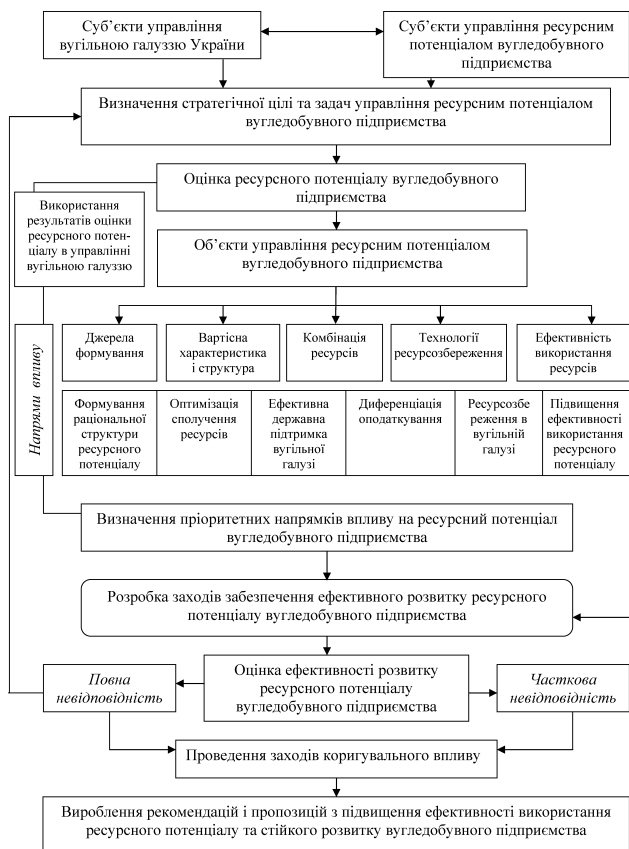 Суб’єкти управління
вугільною галуззю України
Суб’єкти управління ресурсним
потенціалом вугледобувного
підприємства
Визначення стратегічної цілі та задач управління ресурсним потенціалом
вугледобувного підприємства
Оцінка ресурсного потенціалу вугледобувного
підприємства
Використання
результатів оцінки
ресурсного потен-
ціалу в управлінні
вугільною галуззю
Об’єкти управління ресурсним потенціалом
вугледобувного підприємства
Напрями впливу
Джерела
формування
Вартісна
характеристика
і структура
Комбінація
ресурсів
Технології
ресурсозбереження
Ефективність
використання
ресурсів
Формування
раціональної
структури
ресурсного
потенціалу
Оптимізація
сполучення
ресурсів
Ефективна
державна
підтримка
вугільної
галузі
Диференціація
оподаткування
Ресурсозбе
реження в
вугільній
галузі
Підвищення
ефективності
використання
ресурсного
потенціалу
Визначення пріоритетних напрямків впливу на ресурсний потенціал
вугледобувного підприємства
Розробка заходів забезпечення ефективного розвитку ресурсного
потенціалу вугледобувного підприємства
Повна
невідповідність
Оцінка ефективності розвитку
ресурсного потенціалу
вугледобувного підприємства
Часткова
невідповідність
Проведення заходів коригувального впливу
Вироблення рекомендацій і пропозицій з підвищення ефективності використання
ресурсного потенціалу та стійкого розвитку вугледобувного підприємства